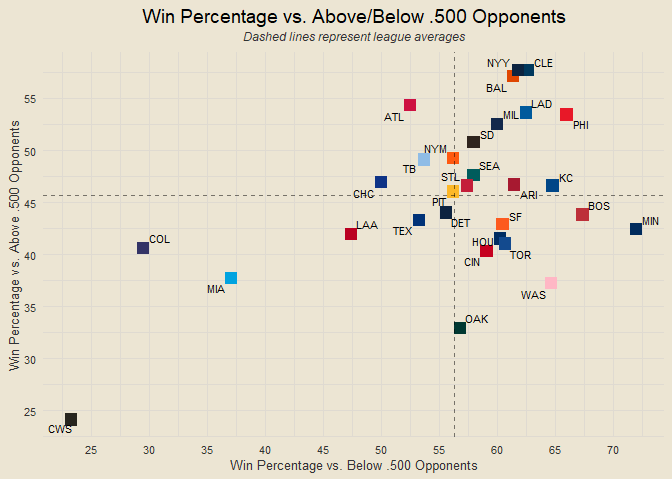 Win Percentage vs. Above/Below .500 Opponents
Dashed lines represent league averages
Win Percentage vs. Above .500 Opponents
55
50
45
40
35
30
25
NYY
CLE
BAL
ATL
LAD
MIL
PHI
SD
NYM
TB
SEA
STL
KC
CHC
ARI
PIT
BOS
LAA
TEX
DET
SF
MIN
COL
HOU
TOR
CIN
MIA
WAS
OAK
CWS
25 30 35 40 45 50 55 60 65 70
Win Percentage vs. Below .500 Opponents